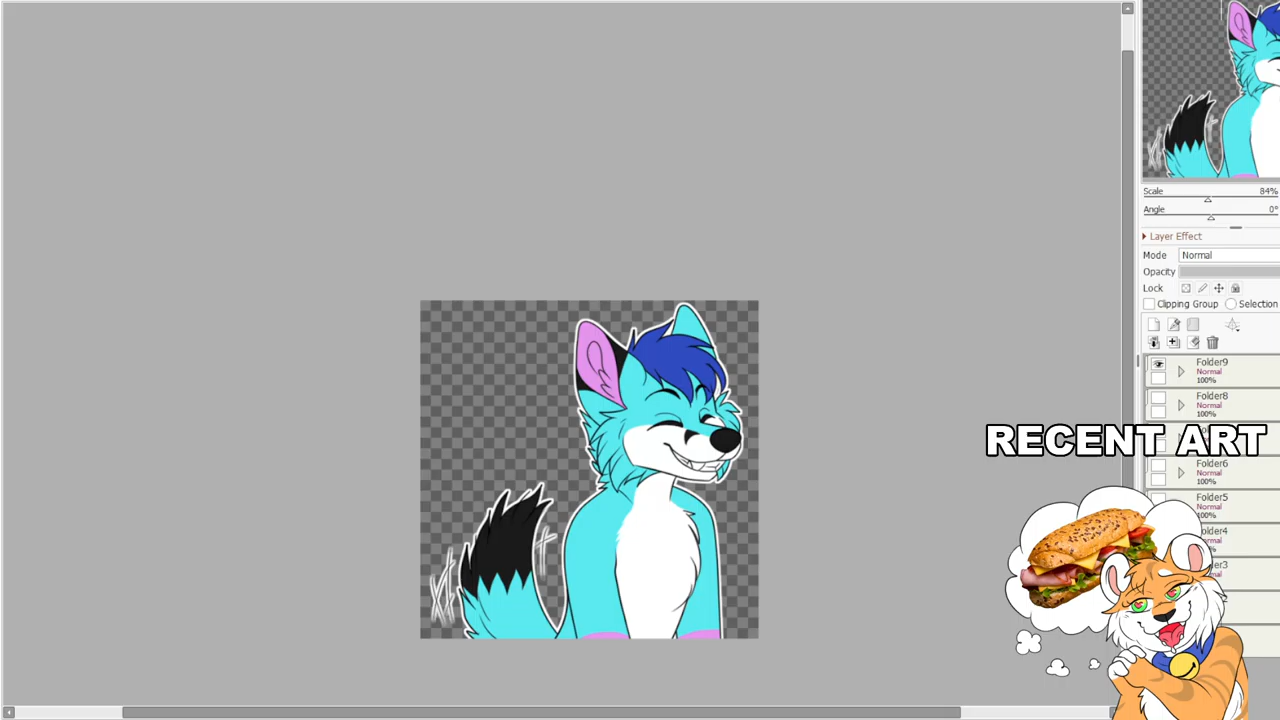 Scale 84%
Angle 0°
Layer Effect
Mode Normal
Opacity
Lock
Clipping Group Selection
Folder9
Normal
100%
Folder8
Normal
100%
RECENT ART
Folder6
Normal
100%
Folder5
Normal
100%